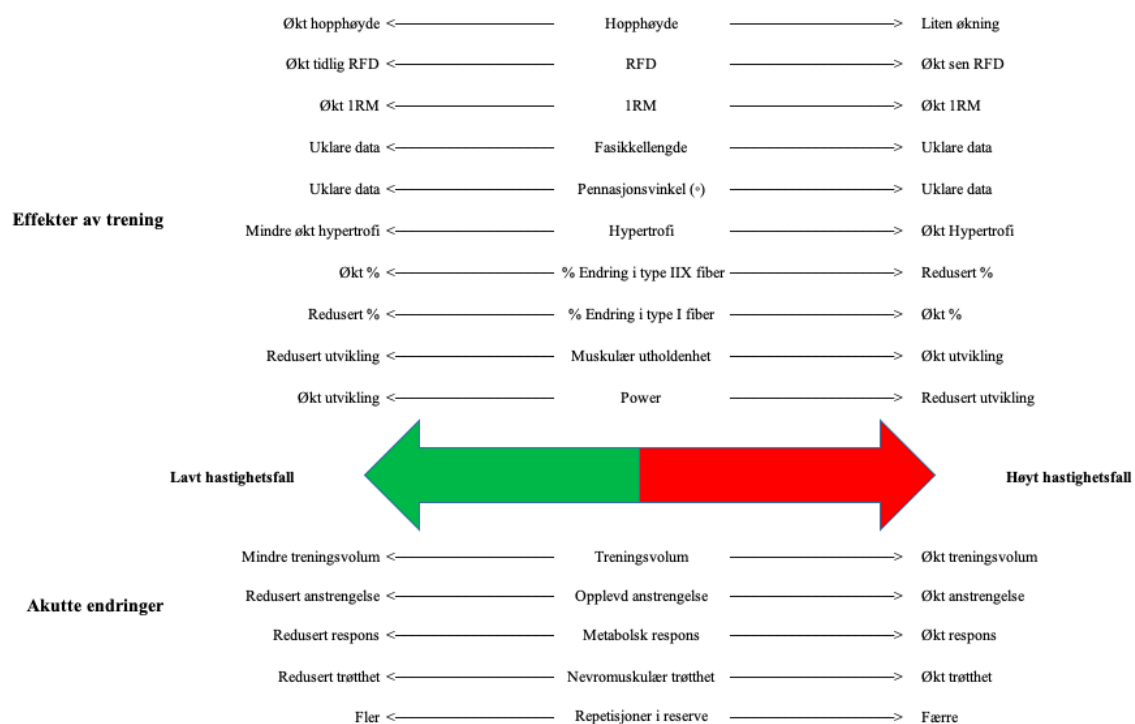 Økt hopphøyde Hopphøyde Liten økning
Økt tidlig RFD RFD Økt sen RFD
Økt 1RM 1RM Økt 1RM
Uklare data Fasikkellengde Uklare data
Uklare data Pennasjonsvinkel (°) Uklare data
Effekter av trening
Mindre økt hypertrofi Hypertrofi Økt Hypertrofi
Økt % % Endring i type IIX fiber Redusert %
Redusert % % Endring i type I fiber Økt %
Redusert utvikling Muskulær utholdenhet Økt utvikling
Økt utvikling Power Redusert utvikling
Lavt hastighetsfall Høyt hastighetsfall
Mindre treningsvolum Treningsvolum Økt treningsvolum
Akutte endringer
Redusert anstrengelse Opplevd anstrengelse Økt anstrengelse
Redusert respons Metabolsk respons Økt respons
Redusert trøtthet Nevromuskulær trøtthet Økt trøtthet
Fler Repetisjoner i reserve Færre